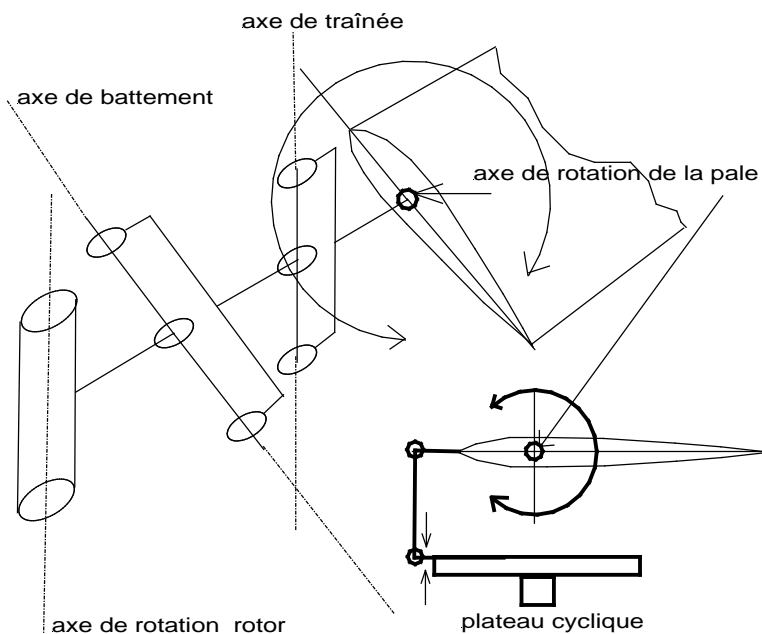 axe de traînée
axe de battement
axe de rotation de la pale
axe de rotation rotor
plateau cyclique